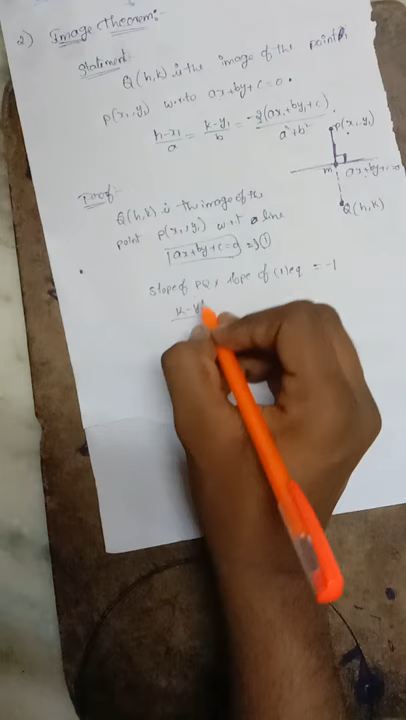 2) Image Theorem:-
Statement
Q(h,k) is the image of the point
P(x₁,y₁) w.r.to ax+by+c=0.
h-x₁/a = k-y₁/b = -2(ax₁+by₁+c)/a²+b²
P(x₁,y₁)
M
ax+by+c=0
Q(h,k)
Proof:-
Q(h,k) is the image of the
point P(x₁,y₁) w.r.t a line
ax+by+c=0 → ①
slope of PQ × slope of (1) eq = -1
k-y